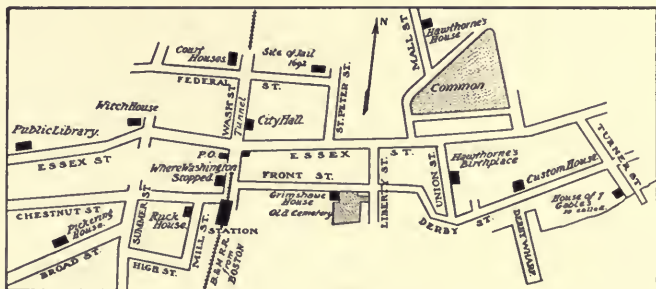 Court
Houses.
Site of Jail
1692
FEDERAL
ST.
MALL ST.
Hawthorne's
House
N
Common
Witch House
Public Library.
WASH. ST.
Tunnel
City Hall.
ST. PETER ST.
ESSEX ST.
P.O.
ESSEX
ST.
Where Washington
Stopped.
FRONT ST.
LIBERTY ST.
UNION ST.
Hawthorne's
Birthplace
Custom House
TURNER ST.
CHESTNUT ST.
SUMMER ST.
Ruck
House
MILL ST.
STATION
Grimshawe
House
Old Cemetery
DERBY
ST.
House of 7
Gables
so called.
DERBY WHARF.
Pickering
House.
BROAD ST.
HIGH ST.
B. & M. R.R.
from
BOSTON